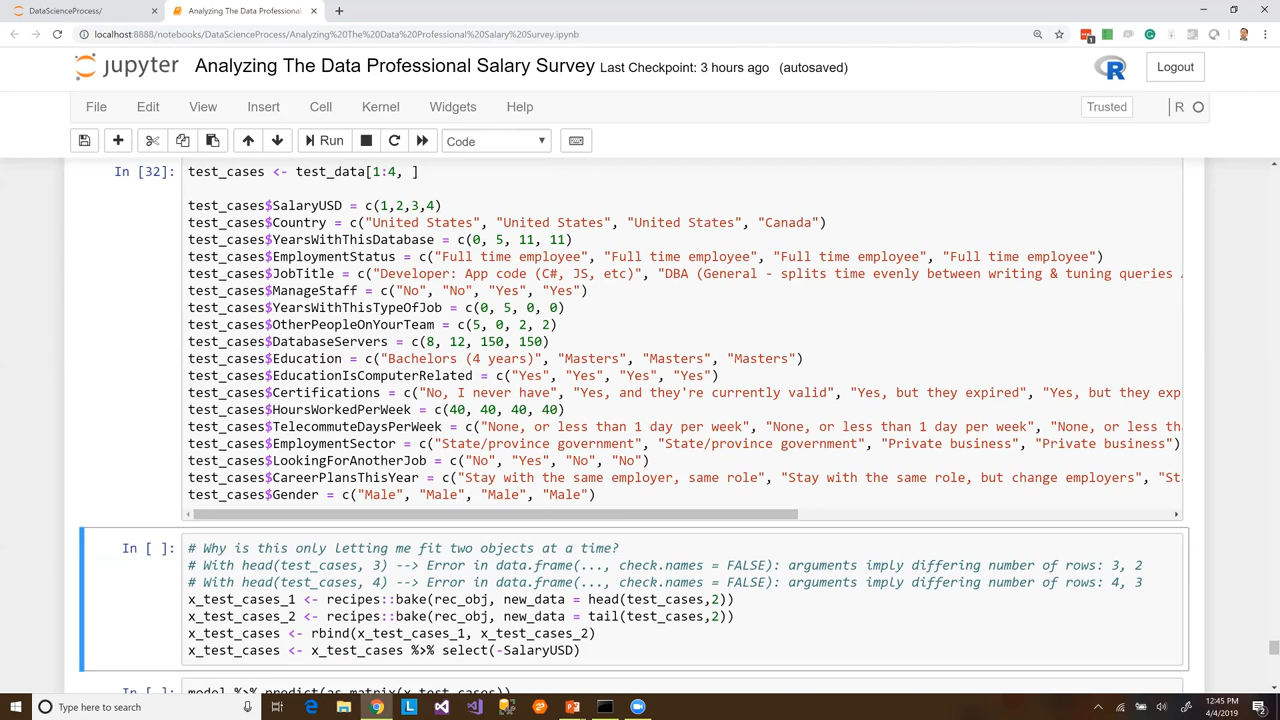 DataScienceProcess/
Analyzing The Data Professional
localhost:8888/notebooks/DataScienceProcess/Analyzing%20The%20Data%20Professional%20Salary%20Survey.ipynb
jupyter Analyzing The Data Professional Salary Survey Last Checkpoint: 3 hours ago (autosaved)
R
Logout
File Edit View Insert Cell Kernel Widgets Help
Trusted
R
Run
Code
In [32]:
test_cases <- test_data[1:4, ]
test_cases$SalaryUSD = c(1,2,3,4)
test_cases$Country = c("United States", "United States", "United States", "Canada")
test_cases$YearsWithThisDatabase = c(0, 5, 11, 11)
test_cases$EmploymentStatus = c("Full time employee", "Full time employee", "Full time employee", "Full time employee")
test_cases$JobTitle = c("Developer: App code (C#, JS, etc)", "DBA (General - splits time evenly between writing & tuning queries
test_cases$ManageStaff = c("No", "No", "Yes", "Yes")
test_cases$YearsWithThisTypeOfJob = c(0, 5, 0, 0)
test_cases$OtherPeopleOnYourTeam = c(5, 0, 2, 2)
test_cases$DatabaseServers = c(8, 12, 150, 150)
test_cases$Education = c("Bachelors (4 years)", "Masters", "Masters", "Masters")
test_cases$EducationIsComputerRelated = c("Yes", "Yes", "Yes", "Yes")
test_cases$Certifications = c("No, I never have", "Yes, and they're currently valid", "Yes, but they expired", "Yes, but they exp
test_cases$HoursWorkedPerWeek = c(40, 40, 40, 40)
test_cases$TelecommuteDaysPerWeek = c("None, or less than 1 day per week", "None, or less than 1 day per week", "None, or less th
test_cases$EmploymentSector = c("State/province government", "State/province government", "Private business", "Private business")
test_cases$LookingForAnotherJob = c("No", "Yes", "No", "No")
test_cases$CareerPlansThisYear = c("Stay with the same employer, same role", "Stay with the same role, but change employers", "St
test_cases$Gender = c("Male", "Male", "Male", "Male")
In [ ]:
# Why is this only letting me fit two objects at a time?
# With head(test_cases, 3) --> Error in data.frame(..., check.names = FALSE): arguments imply differing number of rows: 3, 2
# With head(test_cases, 4) --> Error in data.frame(..., check.names = FALSE): arguments imply differing number of rows: 4, 3
x_test_cases_1 <- recipes::bake(rec_obj, new_data = head(test_cases,2))
x_test_cases_2 <- recipes::bake(rec_obj, new_data = tail(test_cases,2))
x_test_cases <- rbind(x_test_cases_1, x_test_cases_2)
x_test_cases <- x_test_cases %>% select(-SalaryUSD)
In [ ]:
model %>% predict(as.matrix(x_test_cases))
Type here to search
12:45 PM
4/4/2019